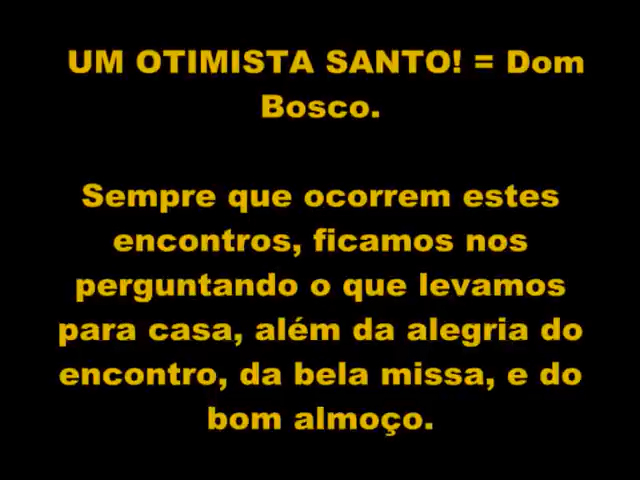 UM OTIMISTA SANTO! = Dom
Bosco.
Sempre que ocorrem estes
encontros, ficamos nos
perguntando o que levamos
para casa, além da alegria do
encontro, da bela missa, e do
bom almoço.